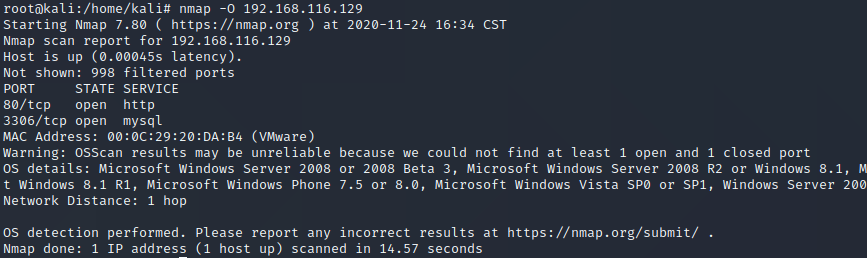 root@kali:/home/kali# nmap -O 192.168.116.129
Starting Nmap 7.80 ( https://nmap.org ) at 2020-11-24 16:34 CST
Nmap scan report for 192.168.116.129
Host is up (0.00045s latency).
Not shown: 998 filtered ports
PORT     STATE SERVICE
80/tcp   open  http
3306/tcp open  mysql
MAC Address: 00:0C:29:20:DA:B4 (VMware)
Warning: OSScan results may be unreliable because we could not find at least 1 open and 1 closed port
OS details: Microsoft Windows Server 2008 or 2008 Beta 3, Microsoft Windows Server 2008 R2 or Windows 8.1, M
t Windows 8.1 R1, Microsoft Windows Phone 7.5 or 8.0, Microsoft Windows Vista SP0 or SP1, Windows Server 200
Network Distance: 1 hop

OS detection performed. Please report any incorrect results at https://nmap.org/submit/ .
Nmap done: 1 IP address (1 host up) scanned in 14.57 seconds